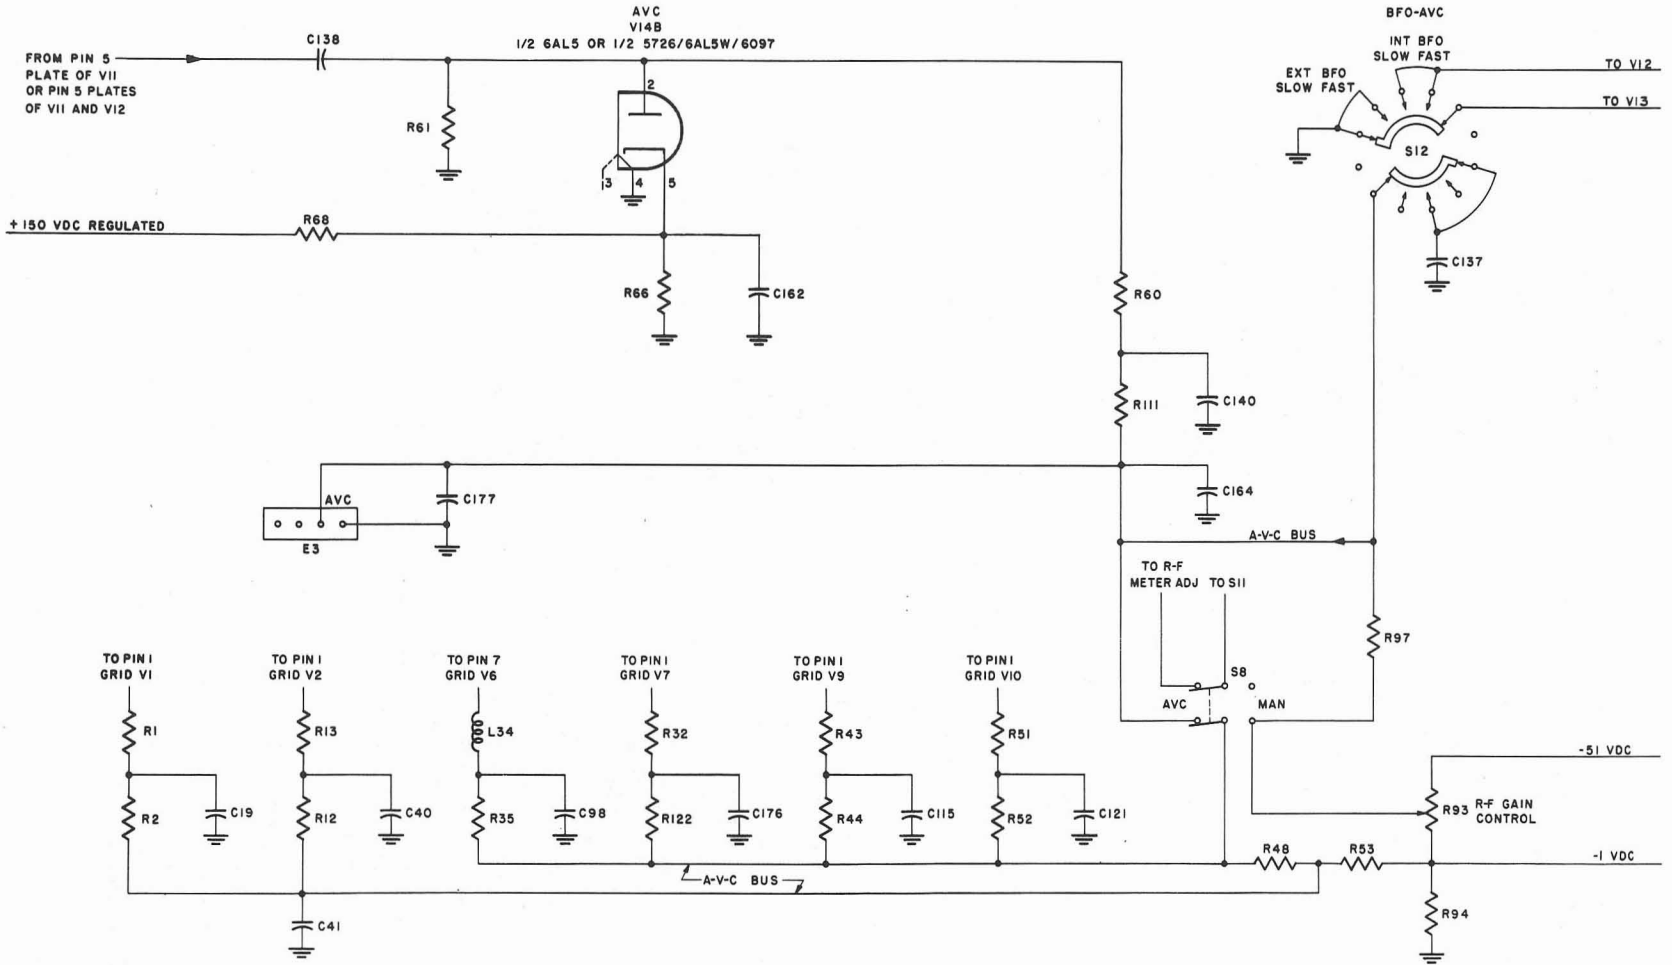 AVC
V14B
1/2 6AL5 OR 1/2 5726/6AL5W/6097
BFO-AVC
INT BFO
SLOW FAST
EXT BFO
SLOW FAST
TO V12
TO V13
S12
C137
FROM PIN 5
PLATE OF V11
OR PIN 5 PLATES
OF V11 AND V12
C138
R61
2
3
4
5
+150 VDC REGULATED
R68
R66
C162
R60
R111
C140
C164
AVC
E3
C177
A-V-C BUS
TO R-F
METER ADJ
TO S11
R97
S8
AVC
MAN
TO PIN 1
GRID V1
TO PIN 1
GRID V2
TO PIN 7
GRID V6
TO PIN 1
GRID V7
TO PIN 1
GRID V9
TO PIN 1
GRID V10
R1
R13
L34
R32
R43
R51
R2
C19
R12
C40
R35
C98
R122
C176
R44
C115
R52
C121
-51 VDC
R93
R-F GAIN
CONTROL
R48
R53
-1 VDC
A-V-C BUS
C41
R94